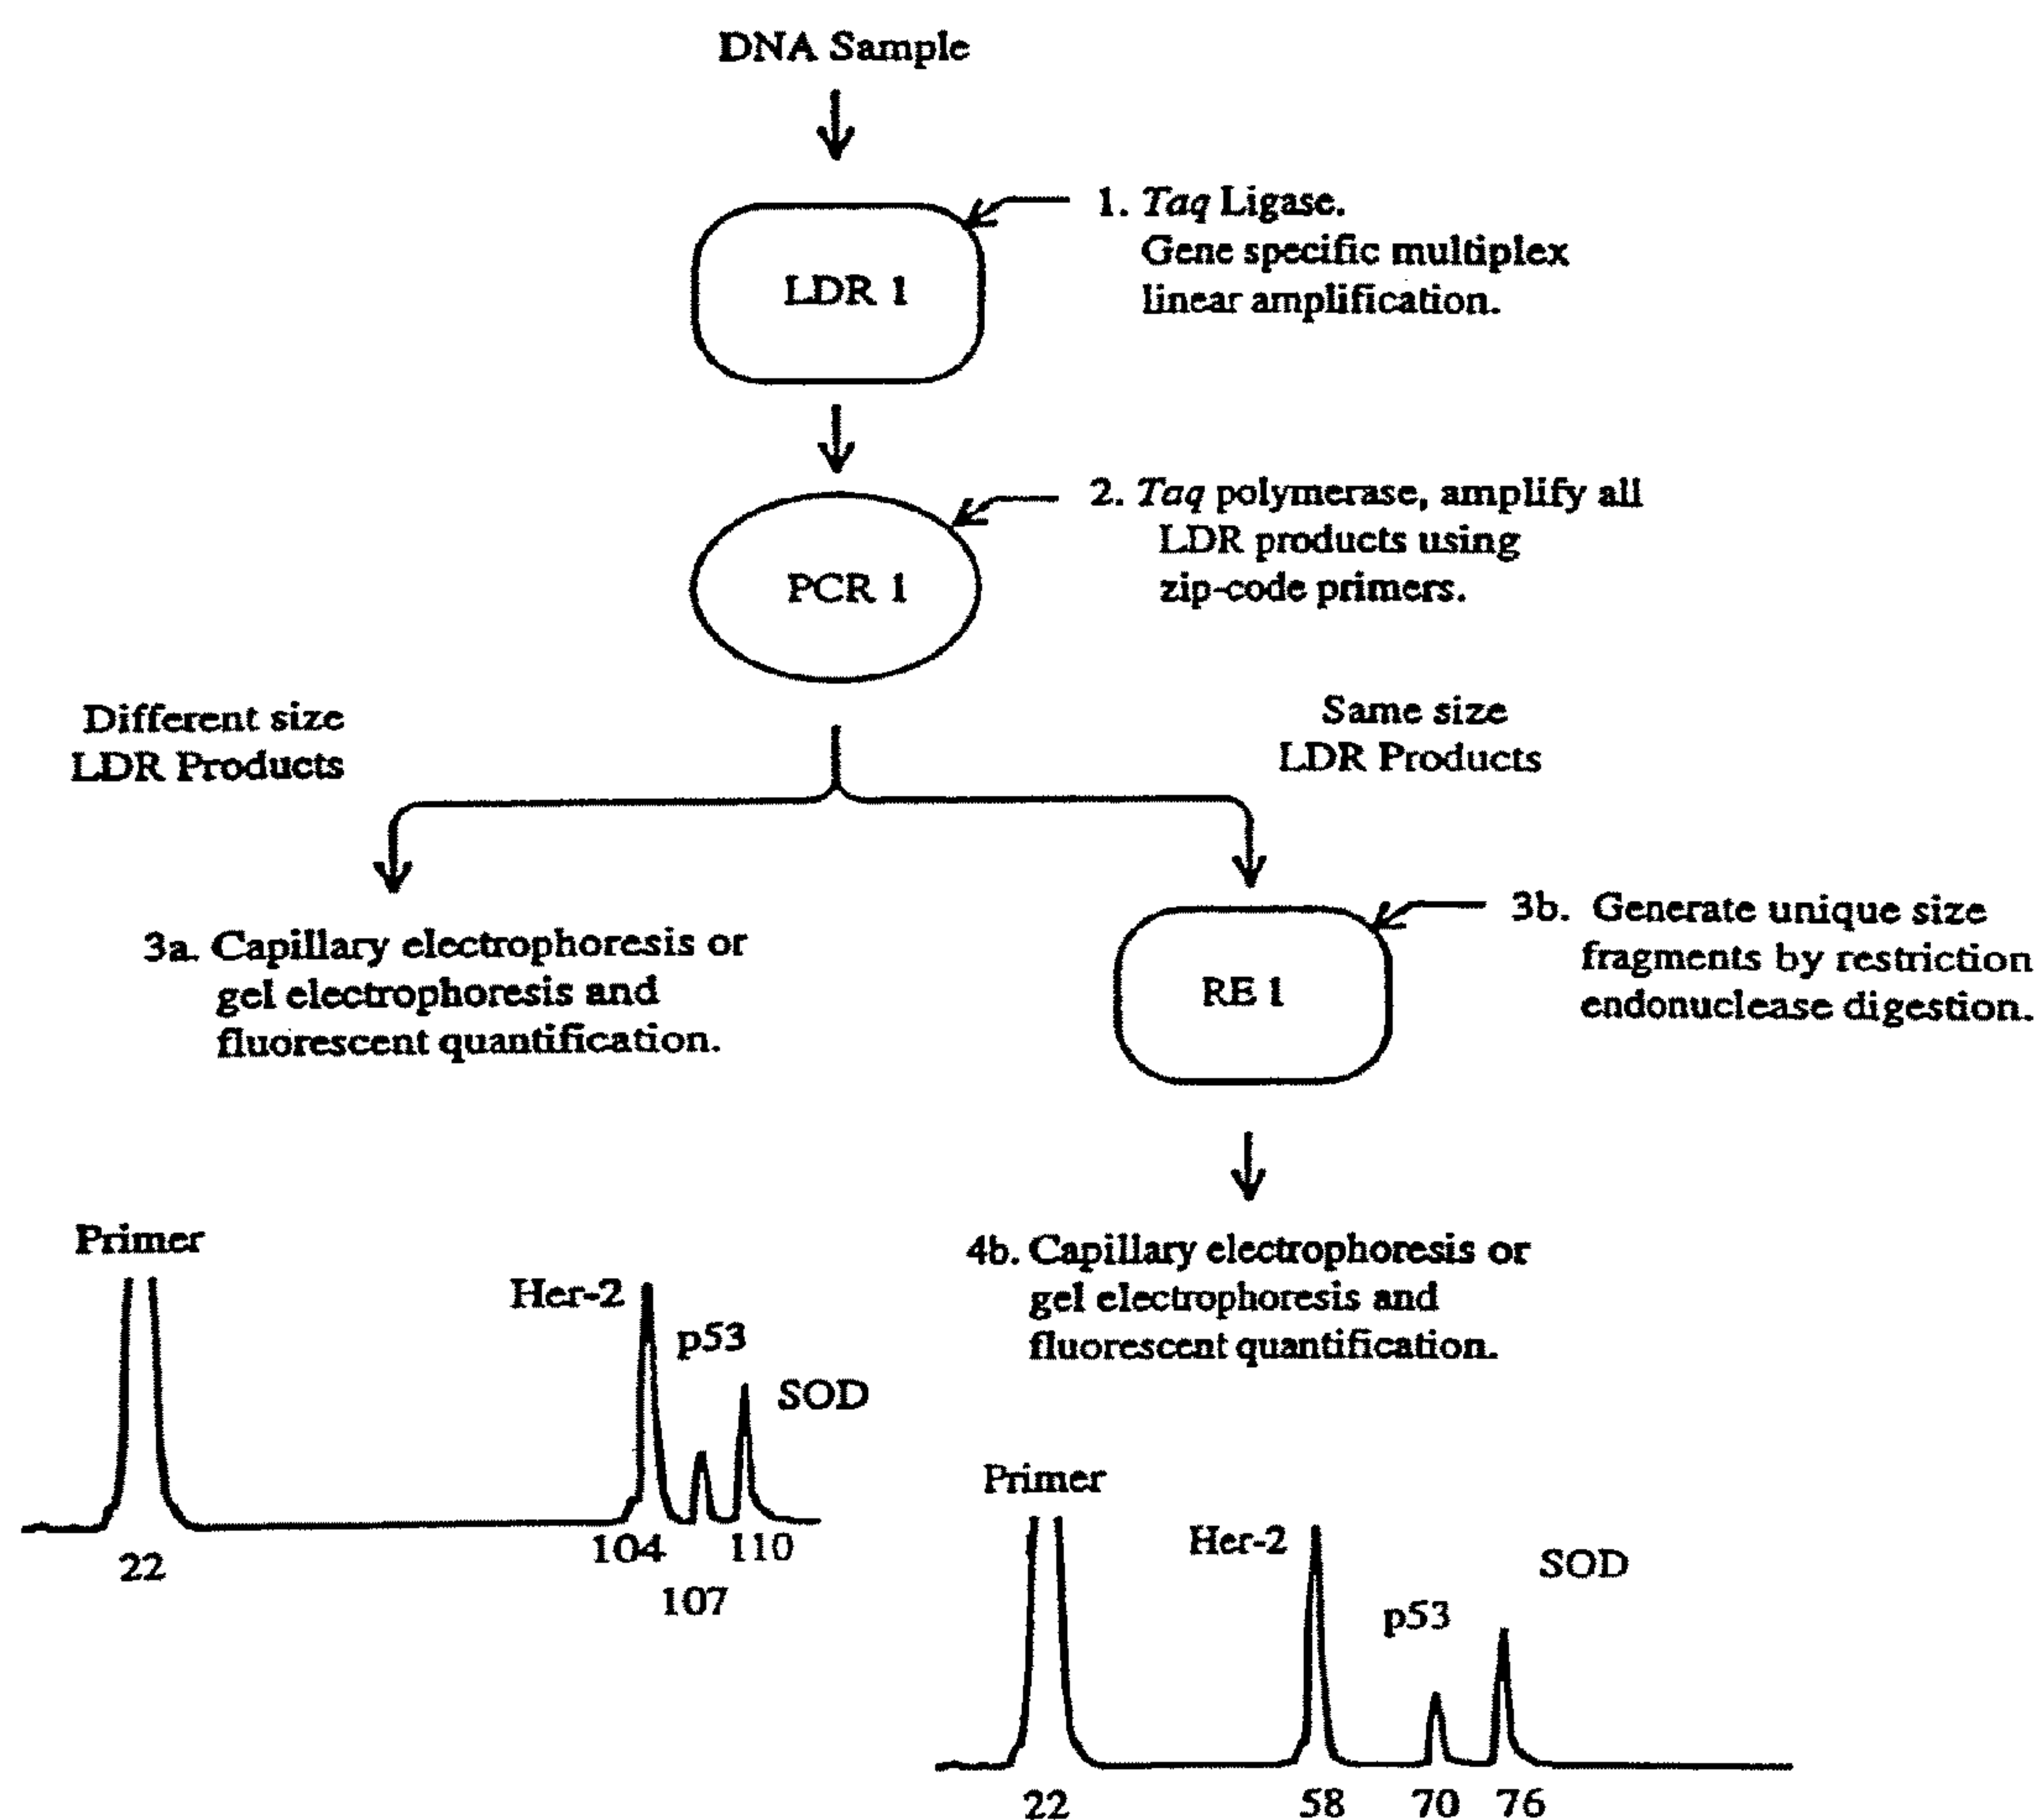 DNA Sample
1. Taq Ligase.
Gene specific multiplex
linear amplification.
LDR 1
2. Taq polymerase, amplify all
LDR products using
zip-code primers.
PCR 1
Different size
LDR Products
Same size
LDR Products
3a. Capillary electrophoresis or
gel electrophoresis and
fluorescent quantification.
3b. Generate unique size
fragments by restriction
endonuclease digestion.
RE 1
Primer
Her-2
p53
SOD
22
104
107
110
4b. Capillary electrophoresis or
gel electrophoresis and
fluorescent quantification.
Primer
Her-2
p53
SOD
22
58
70
76